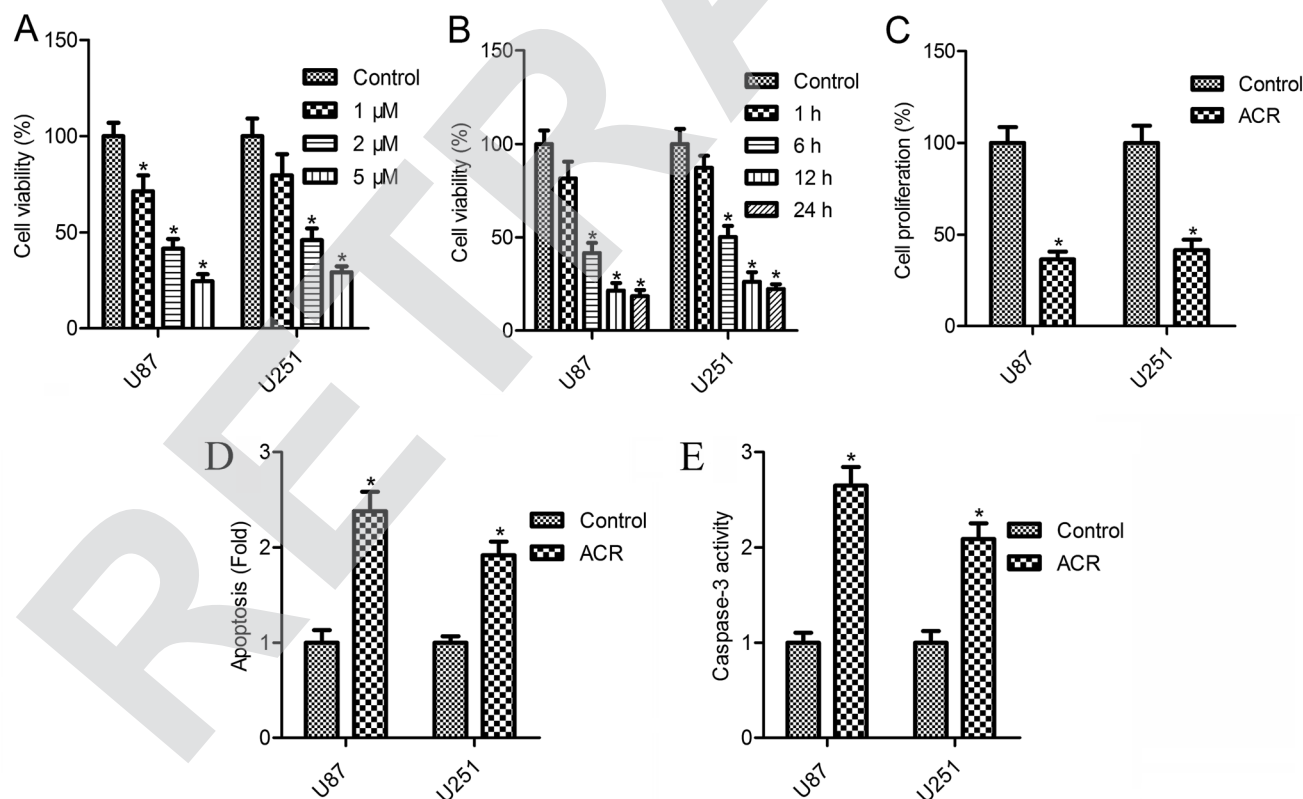 A
150
100
50
0
Cell viability (%)
Control
1 µM
2 µM
5 µM
*
*
*
*
*
U87
U251
B
150
100
50
0
Cell viability (%)
Control
1 h
6 h
12 h
24 h
*
*
*
*
*
*
U87
U251
C
150
100
50
0
Cell proliferation (%)
Control
ACR
*
*
U87
U251
D
3
2
1
0
Apoptosis (Fold)
Control
ACR
*
*
U87
U251
E
3
2
1
0
Caspase-3 activity
Control
ACR
*
*
U87
U251
RETRA